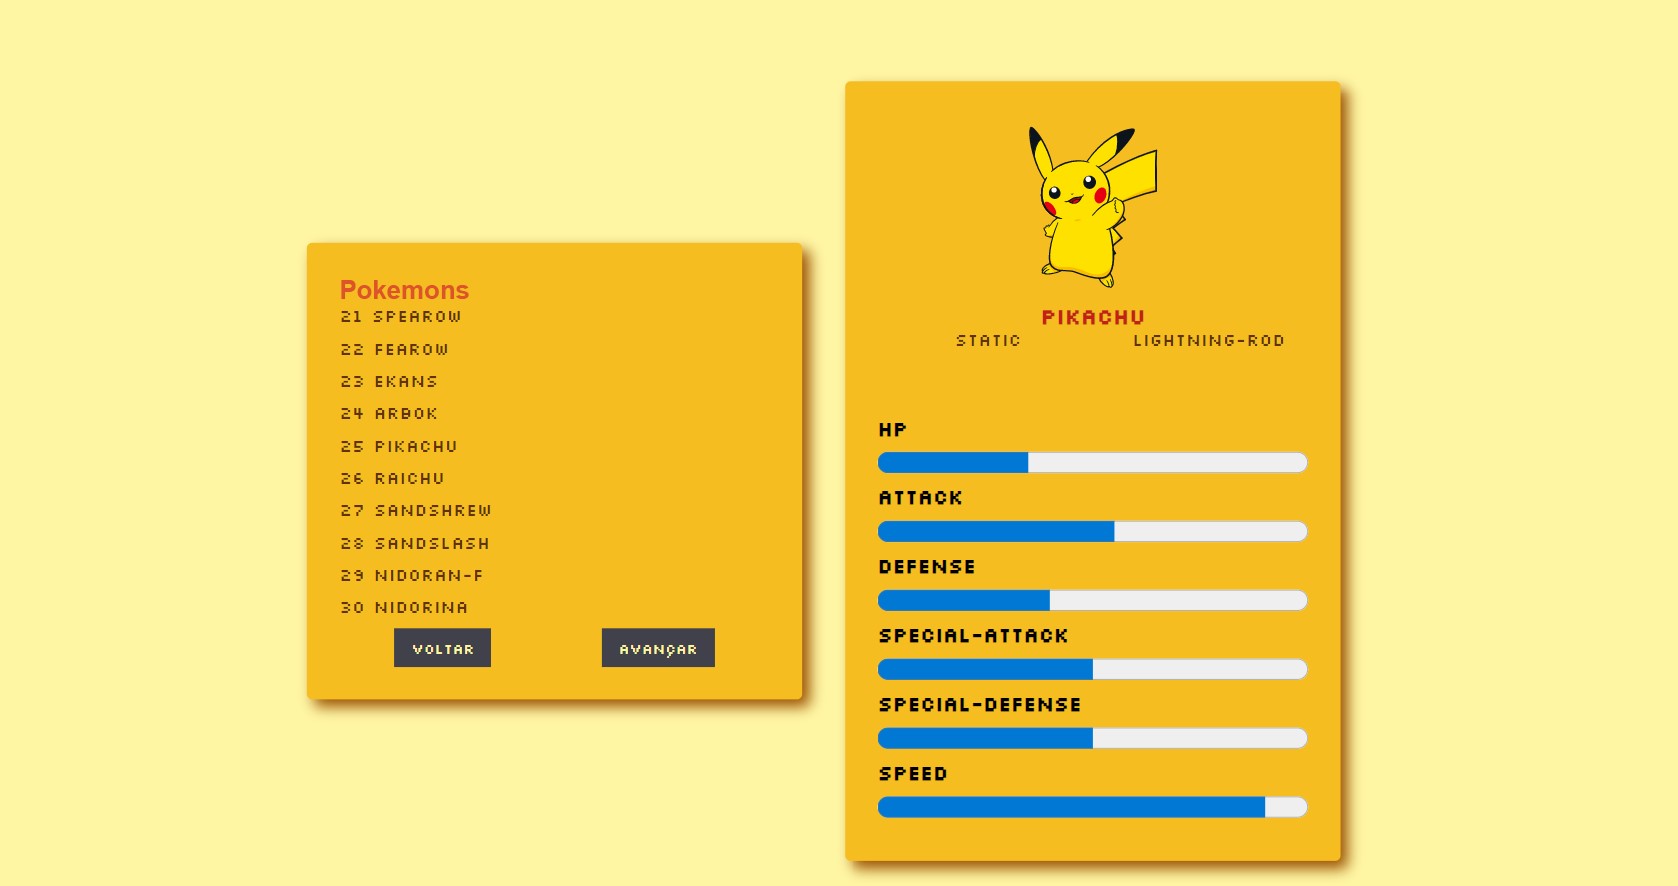 Pokemons
21 SPEAROW
22 FEAROW
23 EKANS
24 ARBOK
25 PIKACHU
26 RAICHU
27 SANDSHREW
28 SANDSLASH
29 NIDORAN-F
30 NIDORINA
VOLTAR AVANÇAR
PIKACHU
STATIC LIGHTNING-ROD
HP
ATTACK
DEFENSE
SPECIAL-ATTACK
SPECIAL-DEFENSE
SPEED